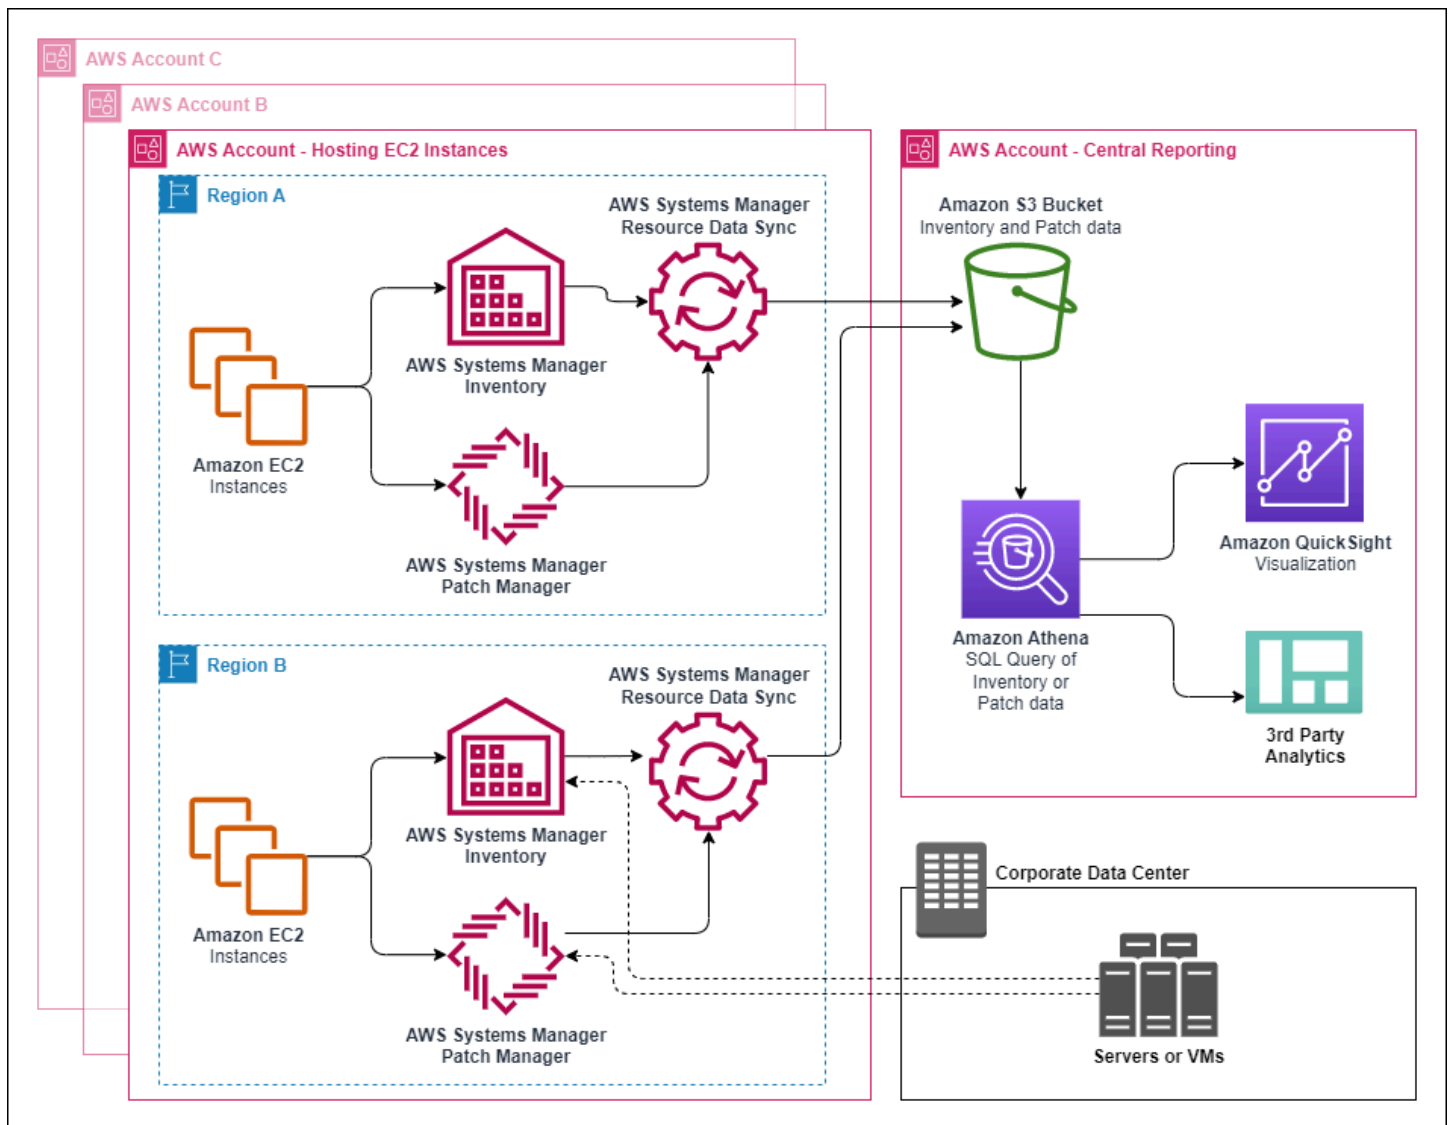 AWS Account C
AWS Account B
AWS Account - Hosting EC2 Instances
Region A
AWS Systems Manager
Resource Data Sync
AWS Systems Manager
Inventory
Amazon EC2
Instances
AWS Systems Manager
Patch Manager
Region B
AWS Systems Manager
Resource Data Sync
AWS Systems Manager
Inventory
Amazon EC2
Instances
AWS Systems Manager
Patch Manager
AWS Account - Central Reporting
Amazon S3 Bucket
Inventory and Patch data
Amazon QuickSight
Visualization
Amazon Athena
SQL Query of
Inventory or
Patch data
3rd Party
Analytics
Corporate Data Center
Servers or VMs